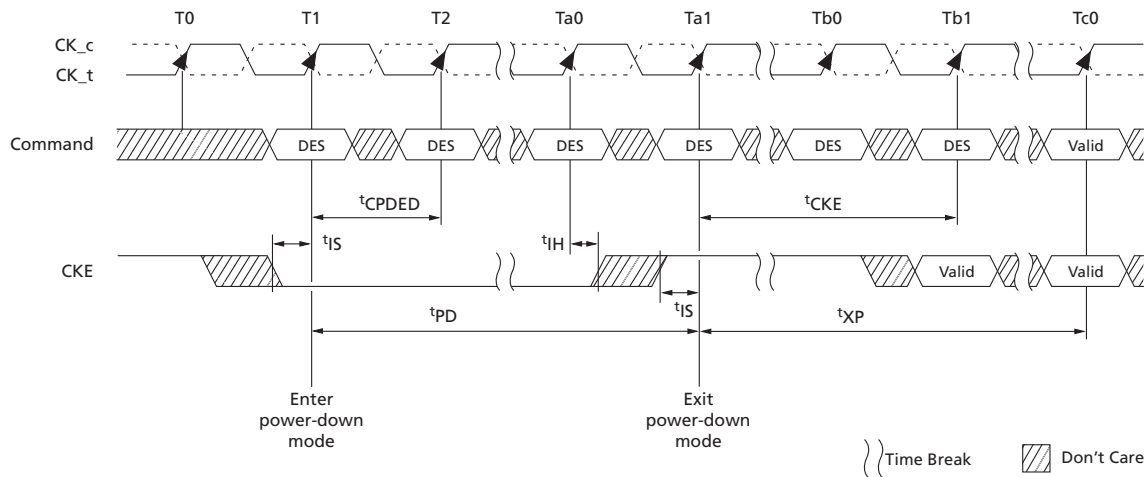 T0 T1 T2 Ta0 Ta1 Tb0 Tb1 Tc0
CK_c
CK_t
Command DES DES DES DES DES DES Valid
tCPDED tCKE
tIS tIH
CKE Valid Valid
tIS
tPD tXP
Enter
power-down
mode
Exit
power-down
mode
Time Break Don't Care